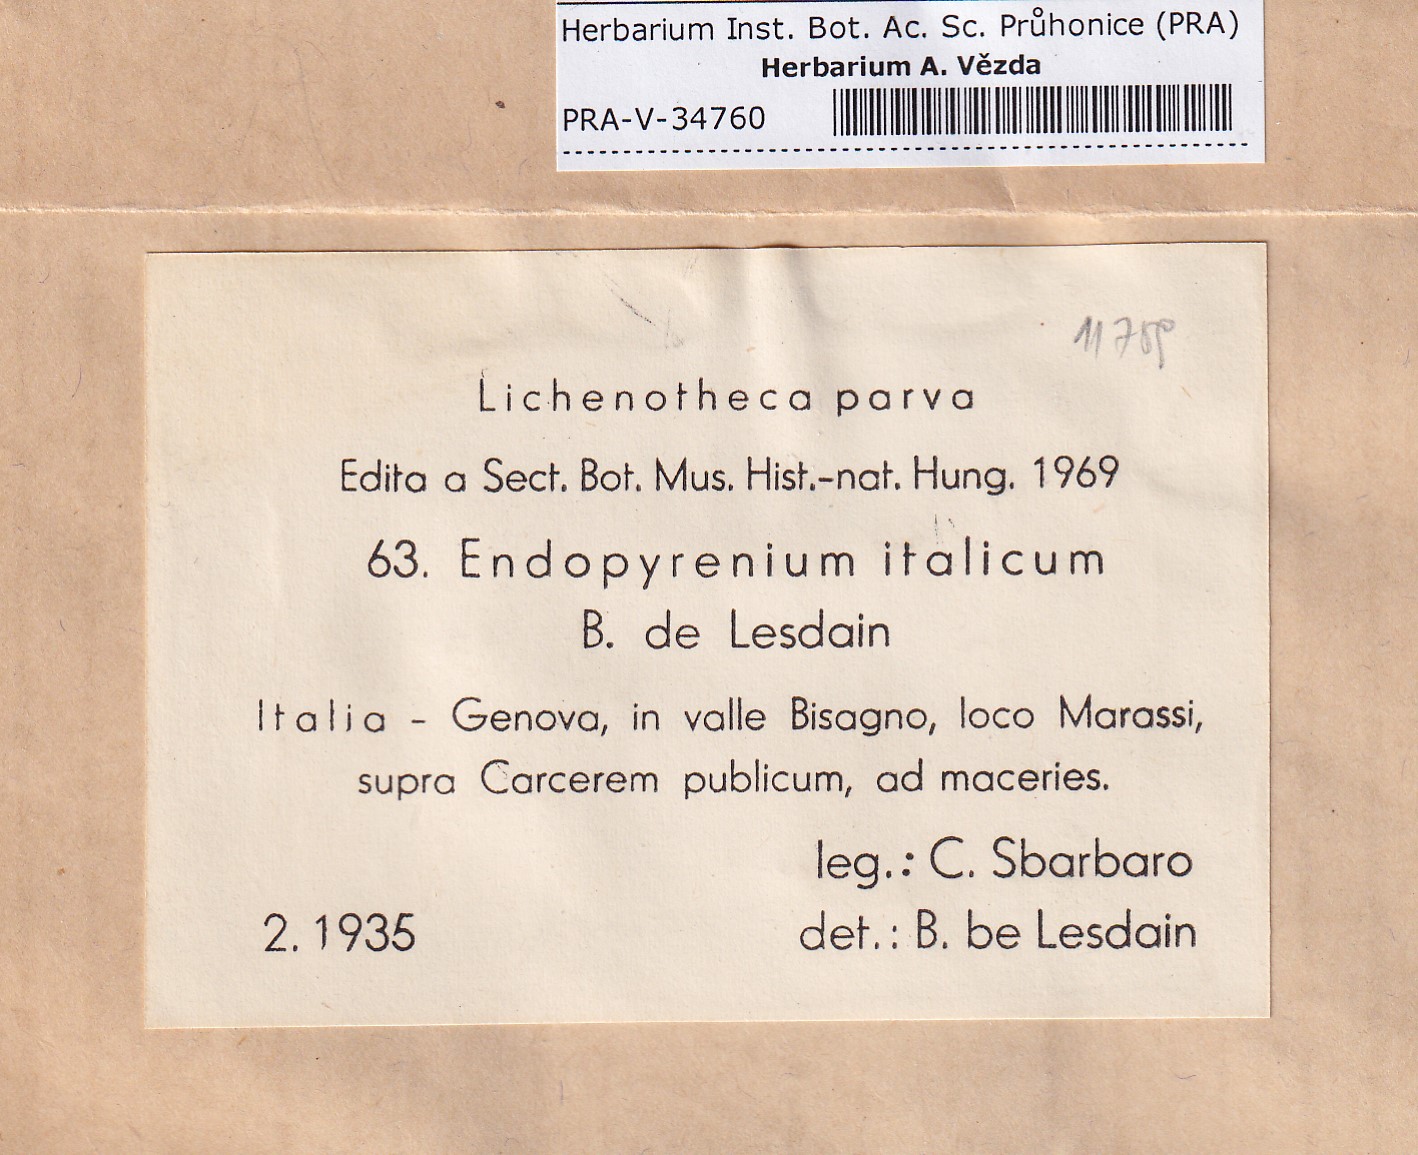 Herbarium Inst. Bot. Ac. Sc. Průhonice (PRA)
Herbarium A. Vězda
PRA-V-34760
Lichenotheca parva
Edita a Sect. Bot. Mus. Hist.-nat. Hung. 1969
63. Endopyrenium italicum
B. de Lesdain
Italia - Genova, in valle Bisagno, loco Marassi,
supra Carcerem publicum, ad maceries.
leg.: C. Sbarbaro
2. 1935
det.: B. be Lesdain